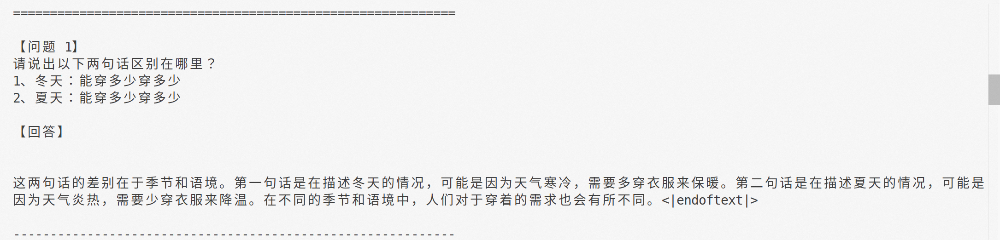 ============================================================
【问题 1】
请说出以下两句话区别在哪里？
1、冬天：能穿多少穿多少
2、夏天：能穿多少穿多少
【回答】
这两句话的差别在于季节和语境。第一句话是在描述冬天的情况，可能是因为天气寒冷，需要多穿衣服来保暖。第二句话是在描述夏天的情况，可能是
因为天气炎热，需要少穿衣服来降温。在不同的季节和语境中，人们对于穿着的需求也会有所不同。<|endoftext|>
------------------------------------------------------------